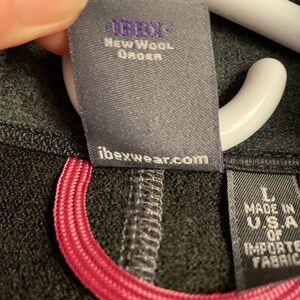 ·IBEX·
NEW WOOL
ORDER
ibexwear.com
L
MADE IN
U.S.A
OF
IMPORTED
FABRIC